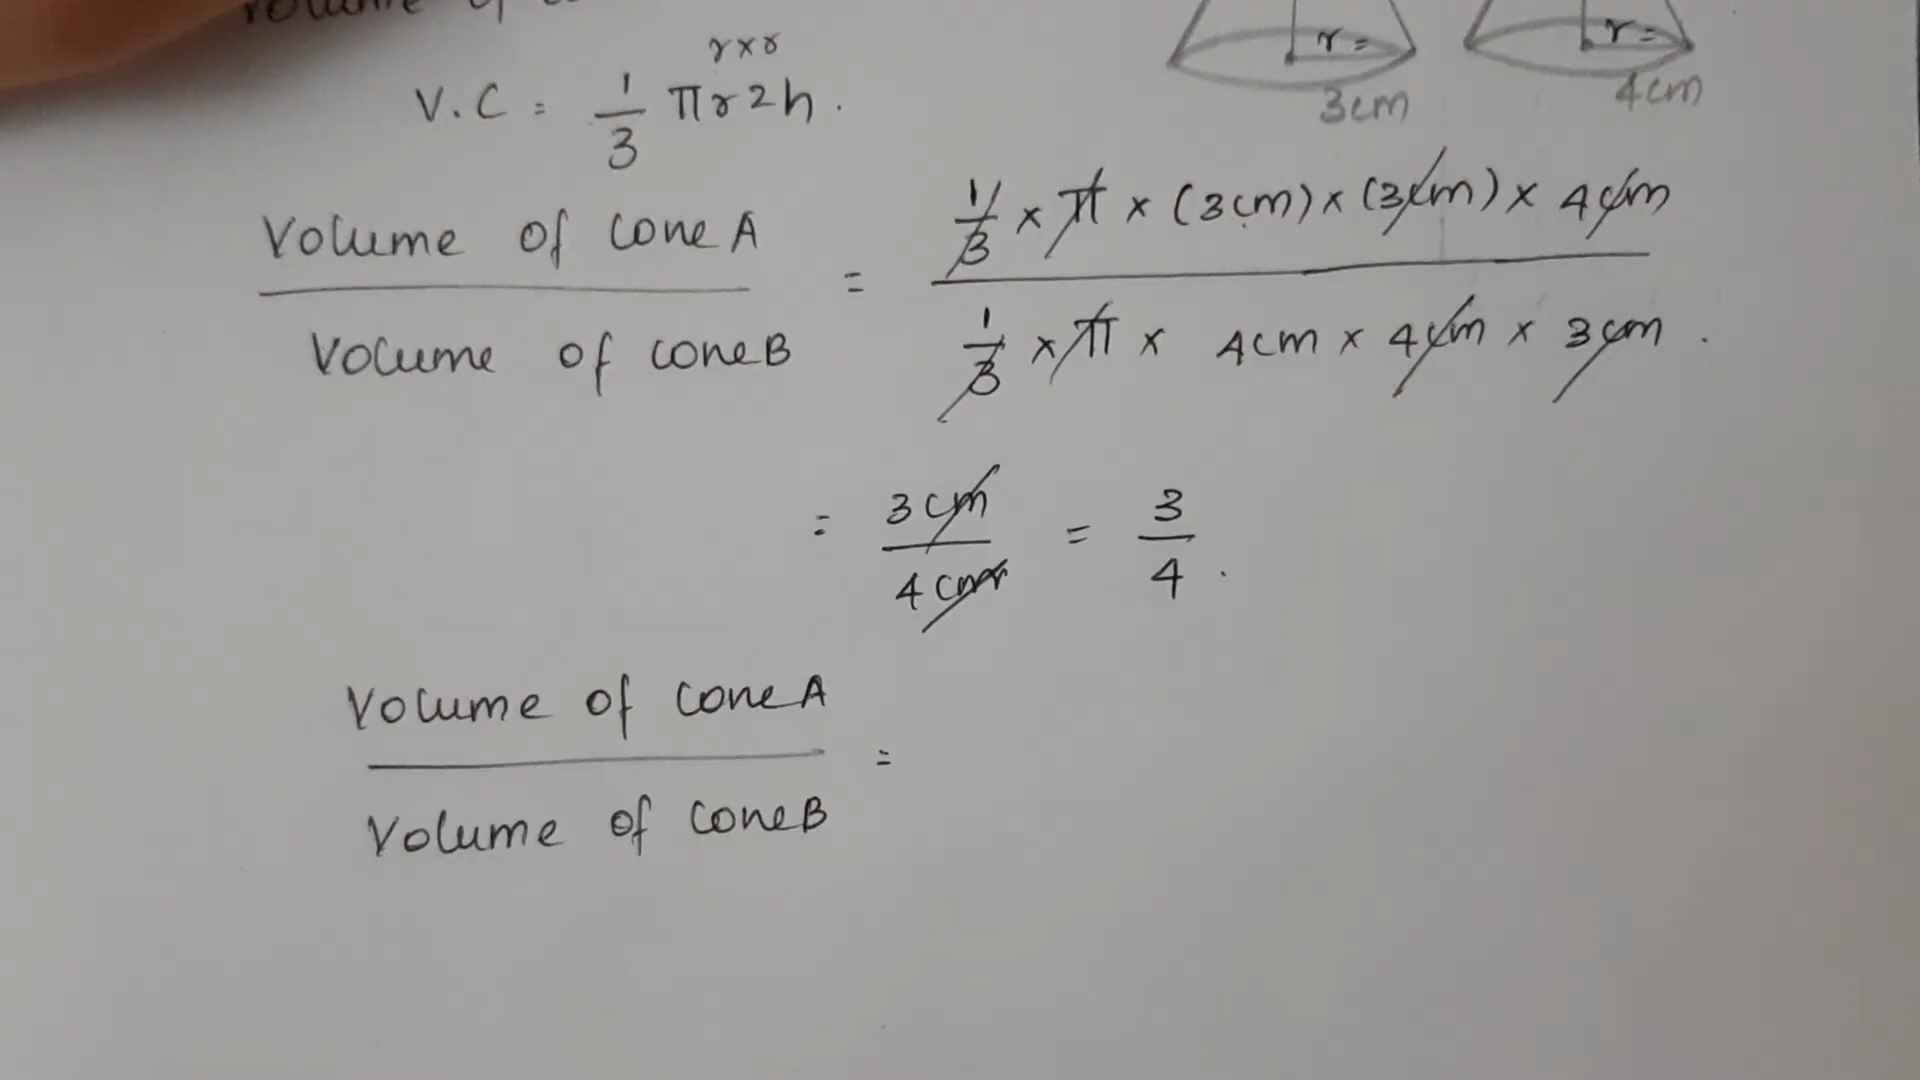 r= r=
3cm 4cm
r×r
V.C = 1/3 πr2h.
Volume of cone A / Volume of cone B = 1/3 × π × (3cm) × (3cm) × 4cm / 1/3 × π × 4cm × 4cm × 3cm.
= 3cm/4cm = 3/4.
Volume of cone A / Volume of cone B =